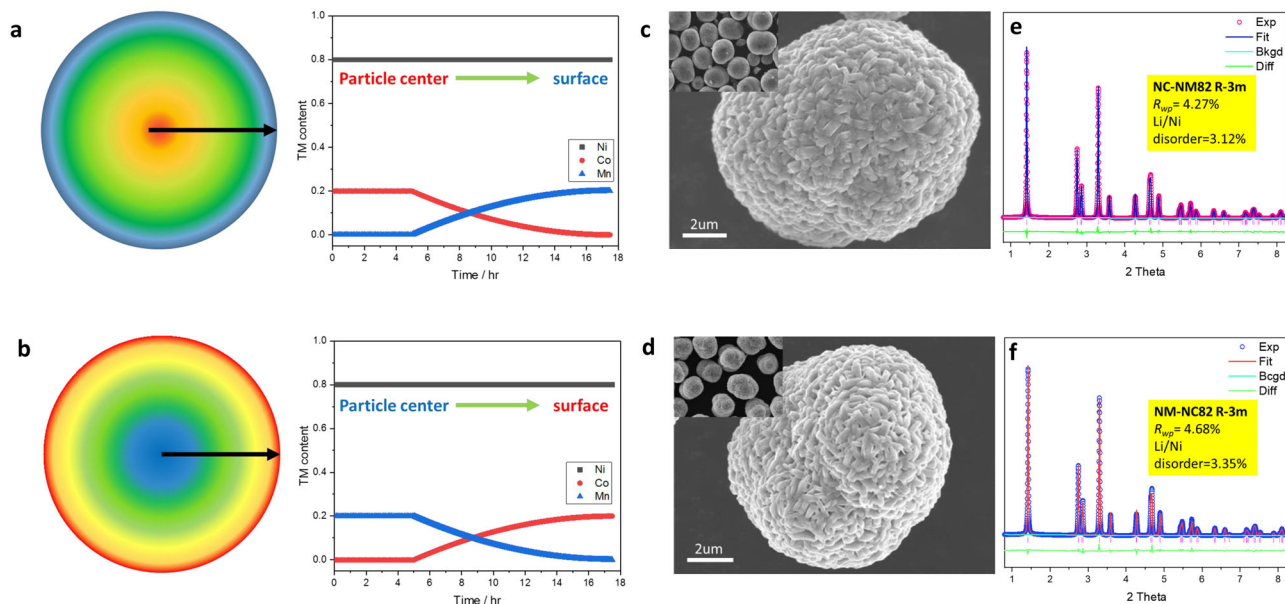 a
1.0
0.8
0.6
0.4
0.2
0.0
TM content
Particle center
surface
Ni
Co
Mn
0 2 4 6 8 10 12 14 16 18
Time / hr
c
2um
e
Exp
Fit
Bkgd
Diff
NC-NM82 R-3m
Rwp= 4.27%
Li/Ni
disorder=3.12%
1 2 3 4 5 6 7 8
2 Theta
b
1.0
0.8
0.6
0.4
0.2
0.0
TM content
Particle center
surface
Ni
Co
Mn
0 2 4 6 8 10 12 14 16 18
Time / hr
d
2um
f
Exp
Fit
Bcgd
Diff
NM-NC82 R-3m
Rwp= 4.68%
Li/Ni
disorder=3.35%
1 2 3 4 5 6 7 8
2 Theta